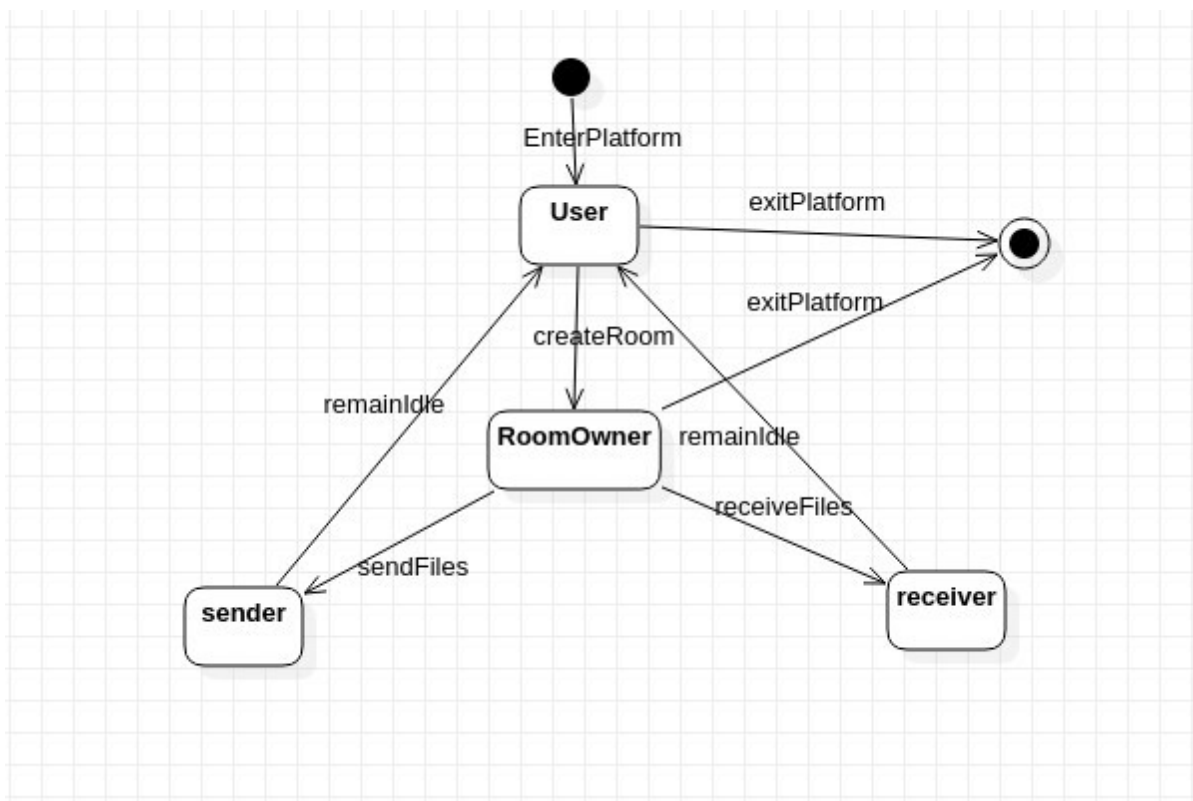 EnterPlatform
User
exitPlatform
exitPlatform
createRoom
remainIdle
RoomOwner
remainIdle
receiveFiles
sendFiles
sender
receiver